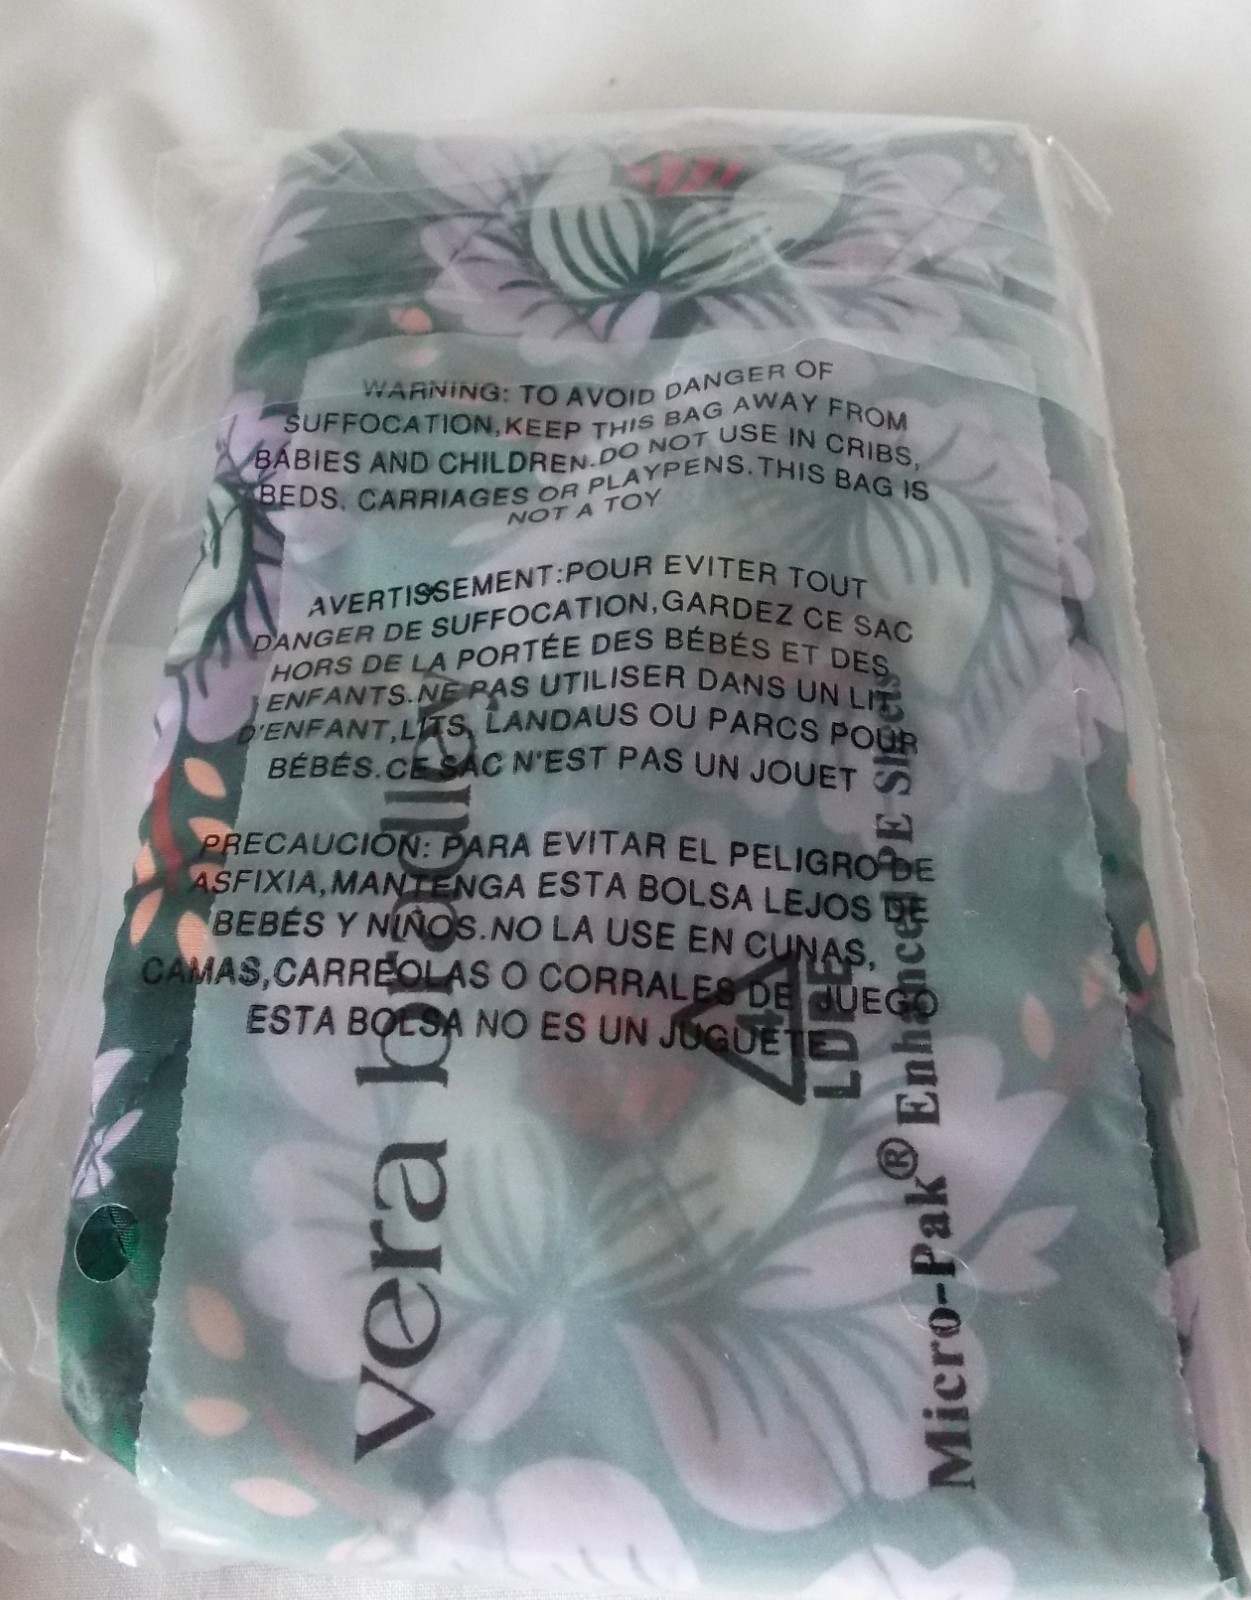 WARNING: TO AVOID DANGER OF
SUFFOCATION,KEEP THIS BAG AWAY FROM
BABIES AND CHILDREN.DO NOT USE IN CRIBS,
BEDS, CARRIAGES OR PLAYPENS.THIS BAG IS
NOT A TOY
AVERTISSEMENT:POUR EVITER TOUT
DANGER DE SUFFOCATION,GARDEZ CE SAC
HORS DE LA PORTÉE DES BÉBÉS ET DES
ENFANTS.NE PAS UTILISER DANS UN LIT
D'ENFANT,LITS, LANDAUS OU PARCS POUR
BÉBÉS.CE SAC N'EST PAS UN JOUET
PRECAUCION: PARA EVITAR EL PELIGRO DE
ASFIXIA,MANTENGA ESTA BOLSA LEJOS DE
BEBÉS Y NIÑOS.NO LA USE EN CUNAS,
CAMAS,CARREOLAS O CORRALES DE JUEGO
ESTA BOLSA NO ES UN JUGUETE
vera bradley
4
LDPE
Micro-Pak® Enhanced PE Sheets